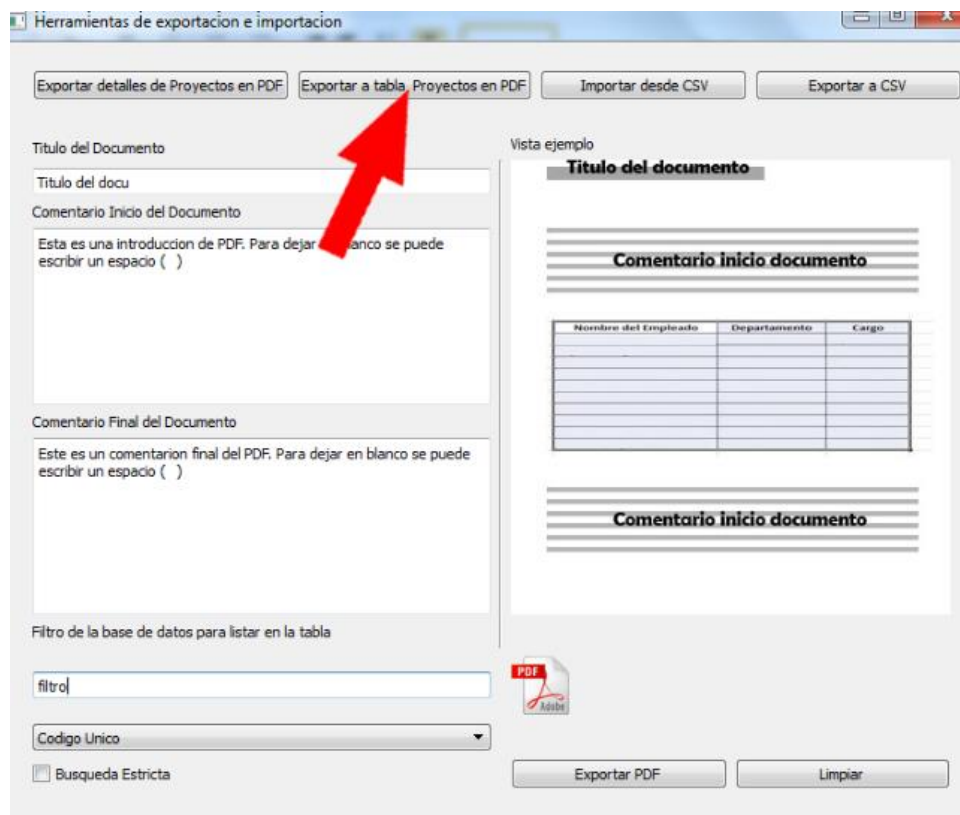 Herramientas de exportacion e importacion
Exportar detalles de Proyectos en PDF
Exportar a tabla, Proyectos en PDF
Importar desde CSV
Exportar a CSV
Titulo del Documento
Titulo del docu
Comentario Inicio del Documento
Esta es una introduccion de PDF. Para dejar blanco se puede
escribir un espacio ( )
Comentario Final del Documento
Este es un comentarion final del PDF. Para dejar en blanco se puede
escribir un espacio ( )
Filtro de la base de datos para listar en la tabla
filtro
Codigo Unico
Busqueda Estricta
Vista ejemplo
Titulo del documento
Comentario inicio documento
Nombre del Empleado Departamento Cargo
Comentario inicio documento
PDF
Adobe
Exportar PDF
Limpiar